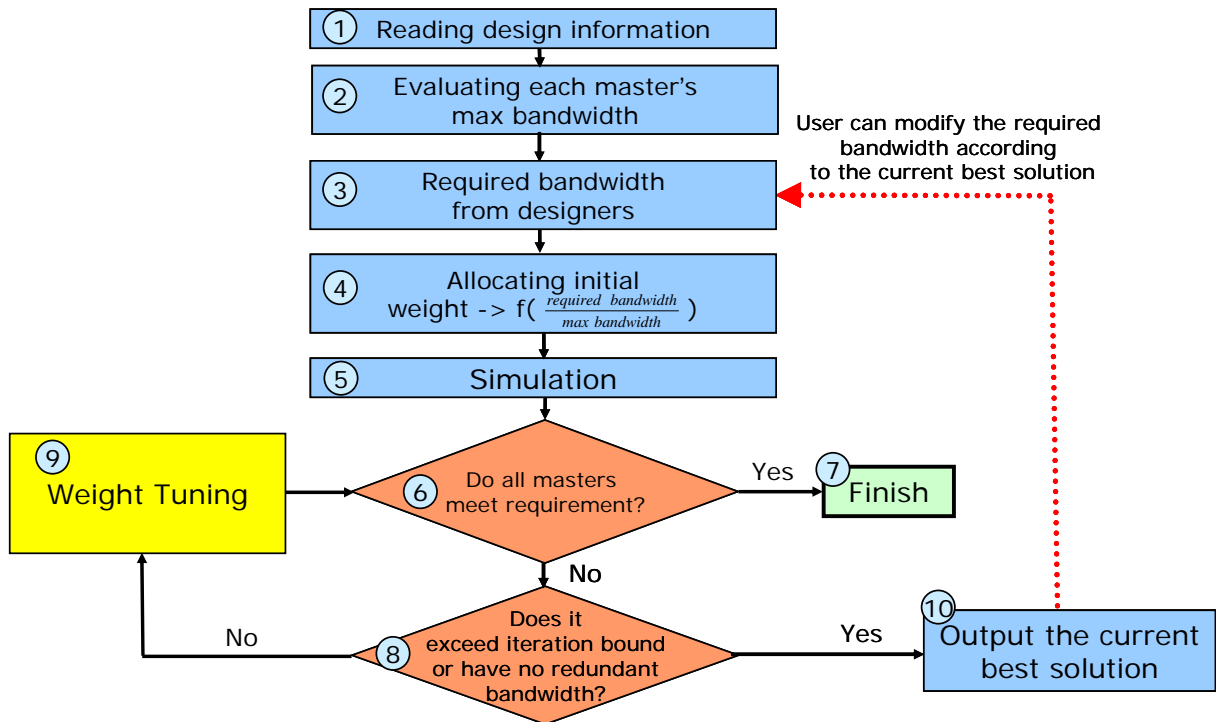 1 Reading design information
2 Evaluating each master's
max bandwidth
User can modify the required
bandwidth according
to the current best solution
3 Required bandwidth
from designers
4 Allocating initial
weight -> f( required bandwidth / max bandwidth )
5 Simulation
9 Weight Tuning
6 Do all masters
meet requirement?
Yes
7 Finish
No
8 Does it
exceed iteration bound
or have no redundant
bandwidth?
No
Yes
10 Output the current
best solution